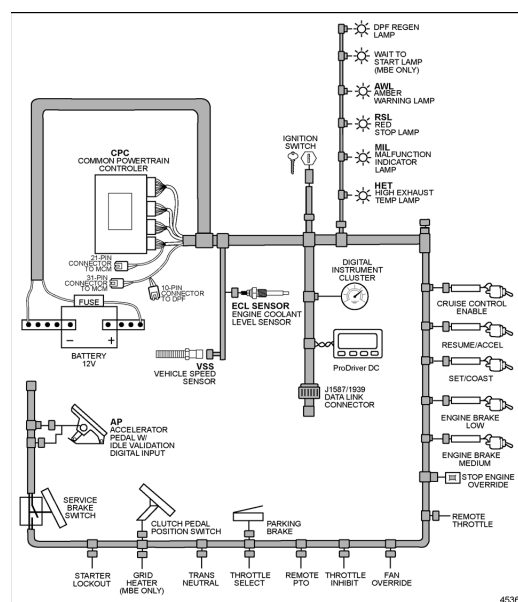 DPF REGEN
LAMP
WAIT TO
START LAMP
(MBE ONLY)
AWL
AMBER
WARNING LAMP
RSL
RED
STOP LAMP
MIL
MALFUNCTION
INDICATOR
LAMP
HET
HIGH EXHAUST
TEMP LAMP
IGNITION
SWITCH
CPC
COMMON POWERTRAIN
CONTROLER
21-PIN
CONNECTOR
TO MCM
31-PIN
CONNECTOR
TO MCM
10-PIN
CONNECTOR
TO DPF
FUSE
BATTERY
12V
ECL SENSOR
ENGINE COOLANT
LEVEL SENSOR
VSS
VEHICLE SPEED
SENSOR
DIGITAL
INSTRUMENT
CLUSTER
ProDriver DC
J1587/1939
DATA LINK
CONNECTOR
CRUISE CONTROL
ENABLE
RESUME/ACCEL
SET/COAST
ENGINE BRAKE
LOW
ENGINE BRAKE
MEDIUM
STOP ENGINE
OVERRIDE
REMOTE
THROTTLE
AP
ACCELERATOR
PEDAL W/
IDLE VALIDATION
DIGITAL INPUT
SERVICE
BRAKE
SWITCH
CLUTCH PEDAL
POSITION SWITCH
PARKING
BRAKE
STARTER
LOCKOUT
GRID
HEATER
(MBE ONLY)
TRANS
NEUTRAL
THROTTLE
SELECT
REMOTE
PTO
THROTTLE
INHIBIT
FAN
OVERRIDE
4536